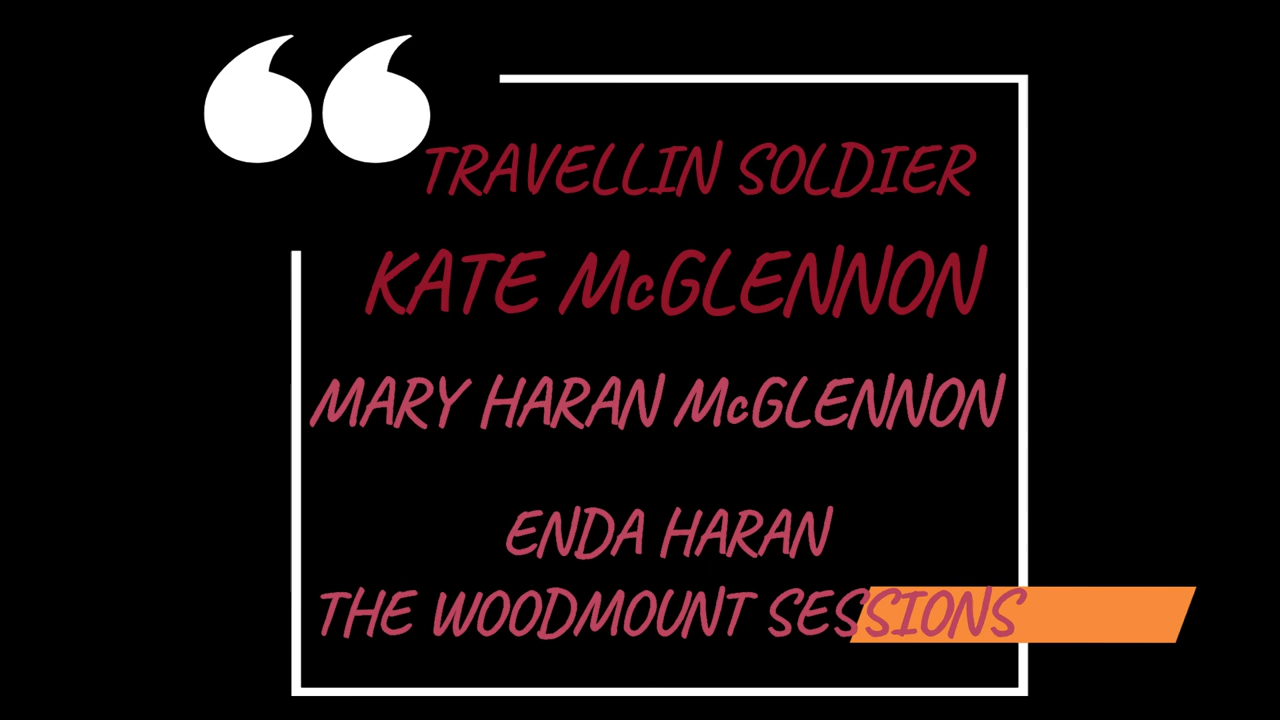 TRAVELLIN SOLDIER
KATE McGLENNON
MARY HARAN McGLENNON
ENDA HARAN
THE WOODMOUNT SESSIONS